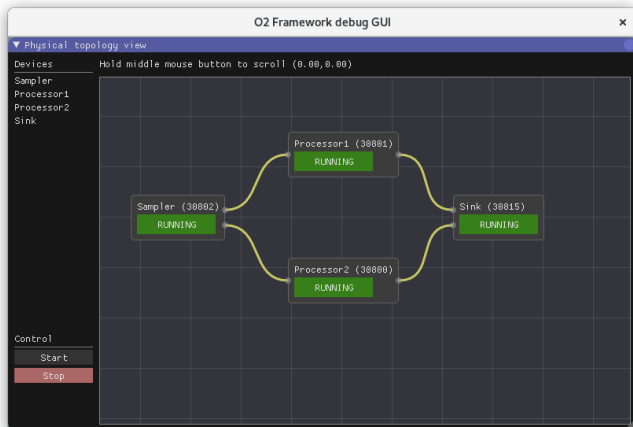 O2 Framework debug GUI
Physical topology view
Devices
Hold middle mouse button to scroll (0.00,0.00)
Sampler
Processor1
Processor2
Sink
Processor1 (30801)
RUNNING
Sampler (30802)
RUNNING
Sink (30815)
RUNNING
Processor2 (30800)
RUNNING
Control
Start
Stop